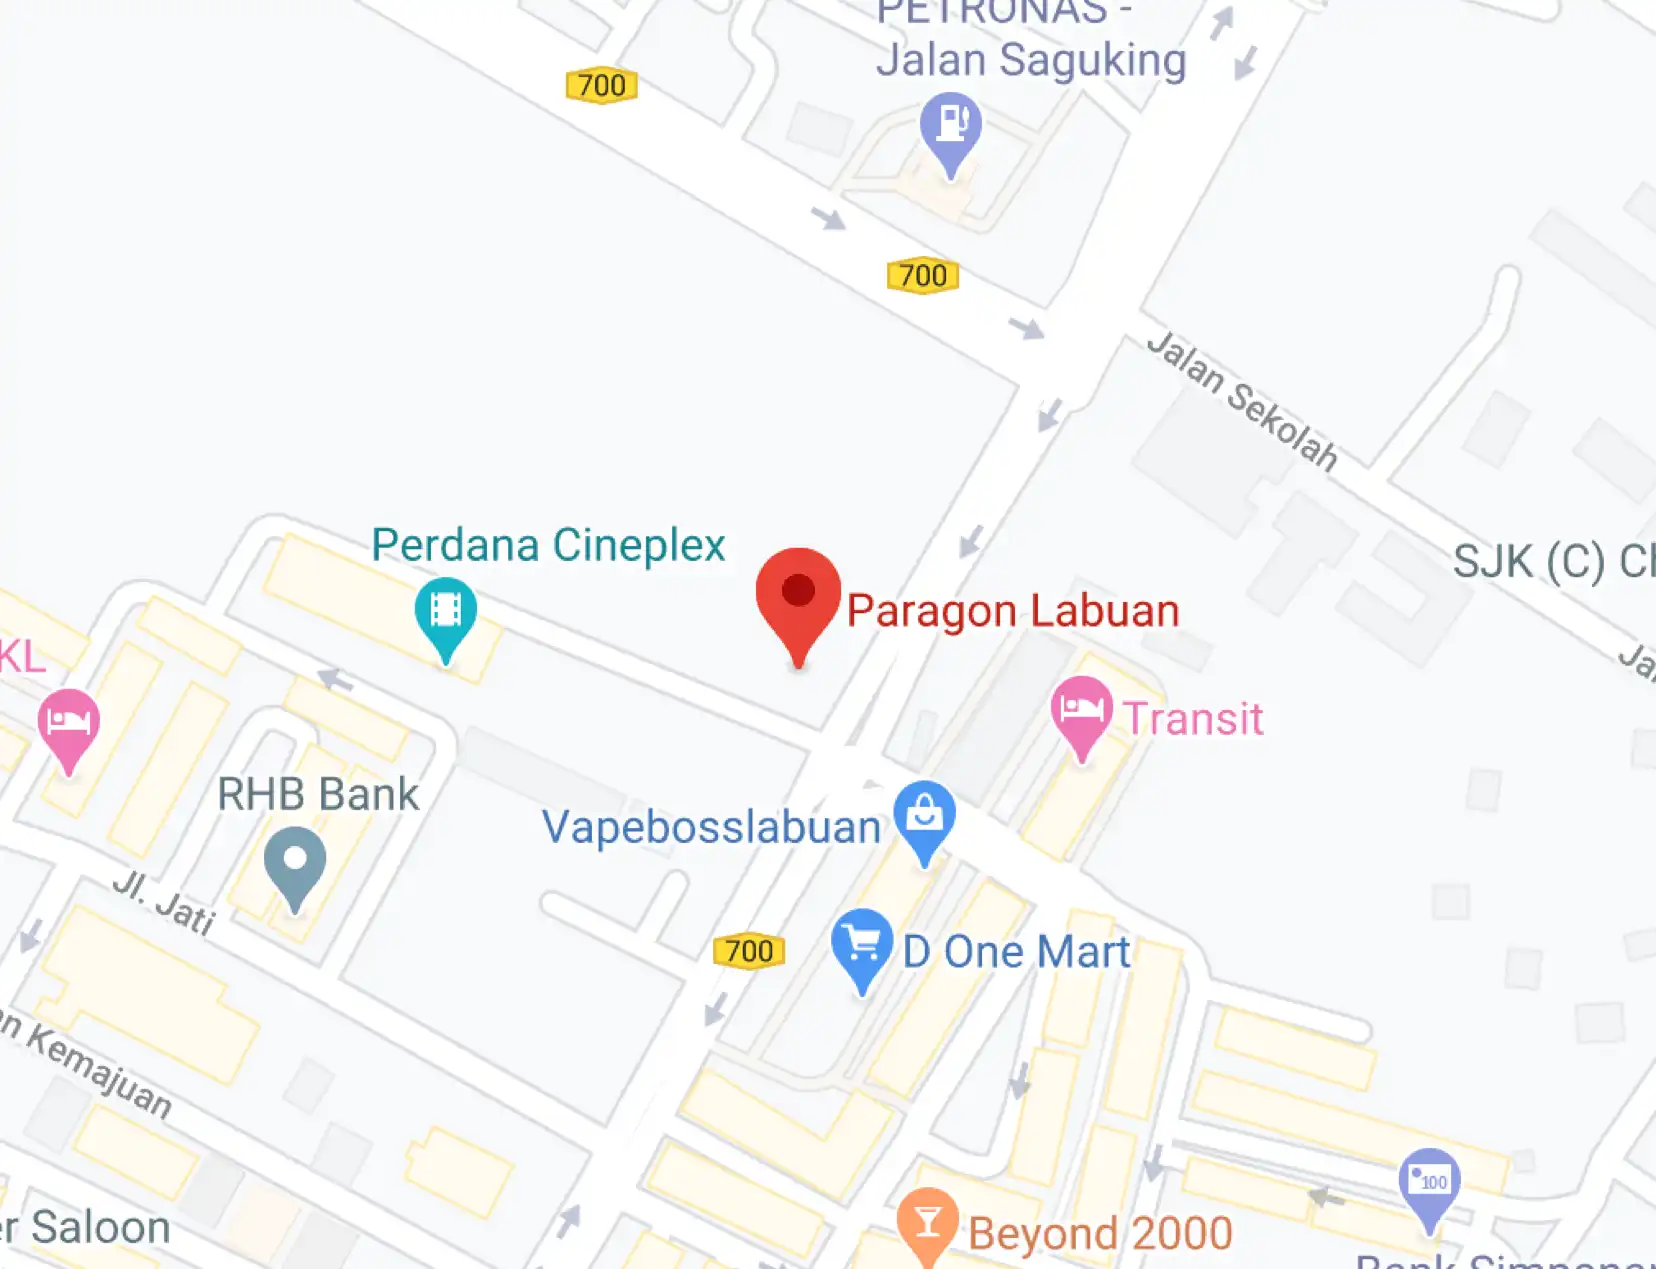 PETRONAS -
Jalan Saguking
700
700
Jalan Sekolah
Perdana Cineplex
SJK (C)
Paragon Labuan
KL
Transit
RHB Bank
Vapebosslabuan
Jl. Jati
700
D One Mart
Kemajuan
100
Saloon
Beyond 2000
Bank